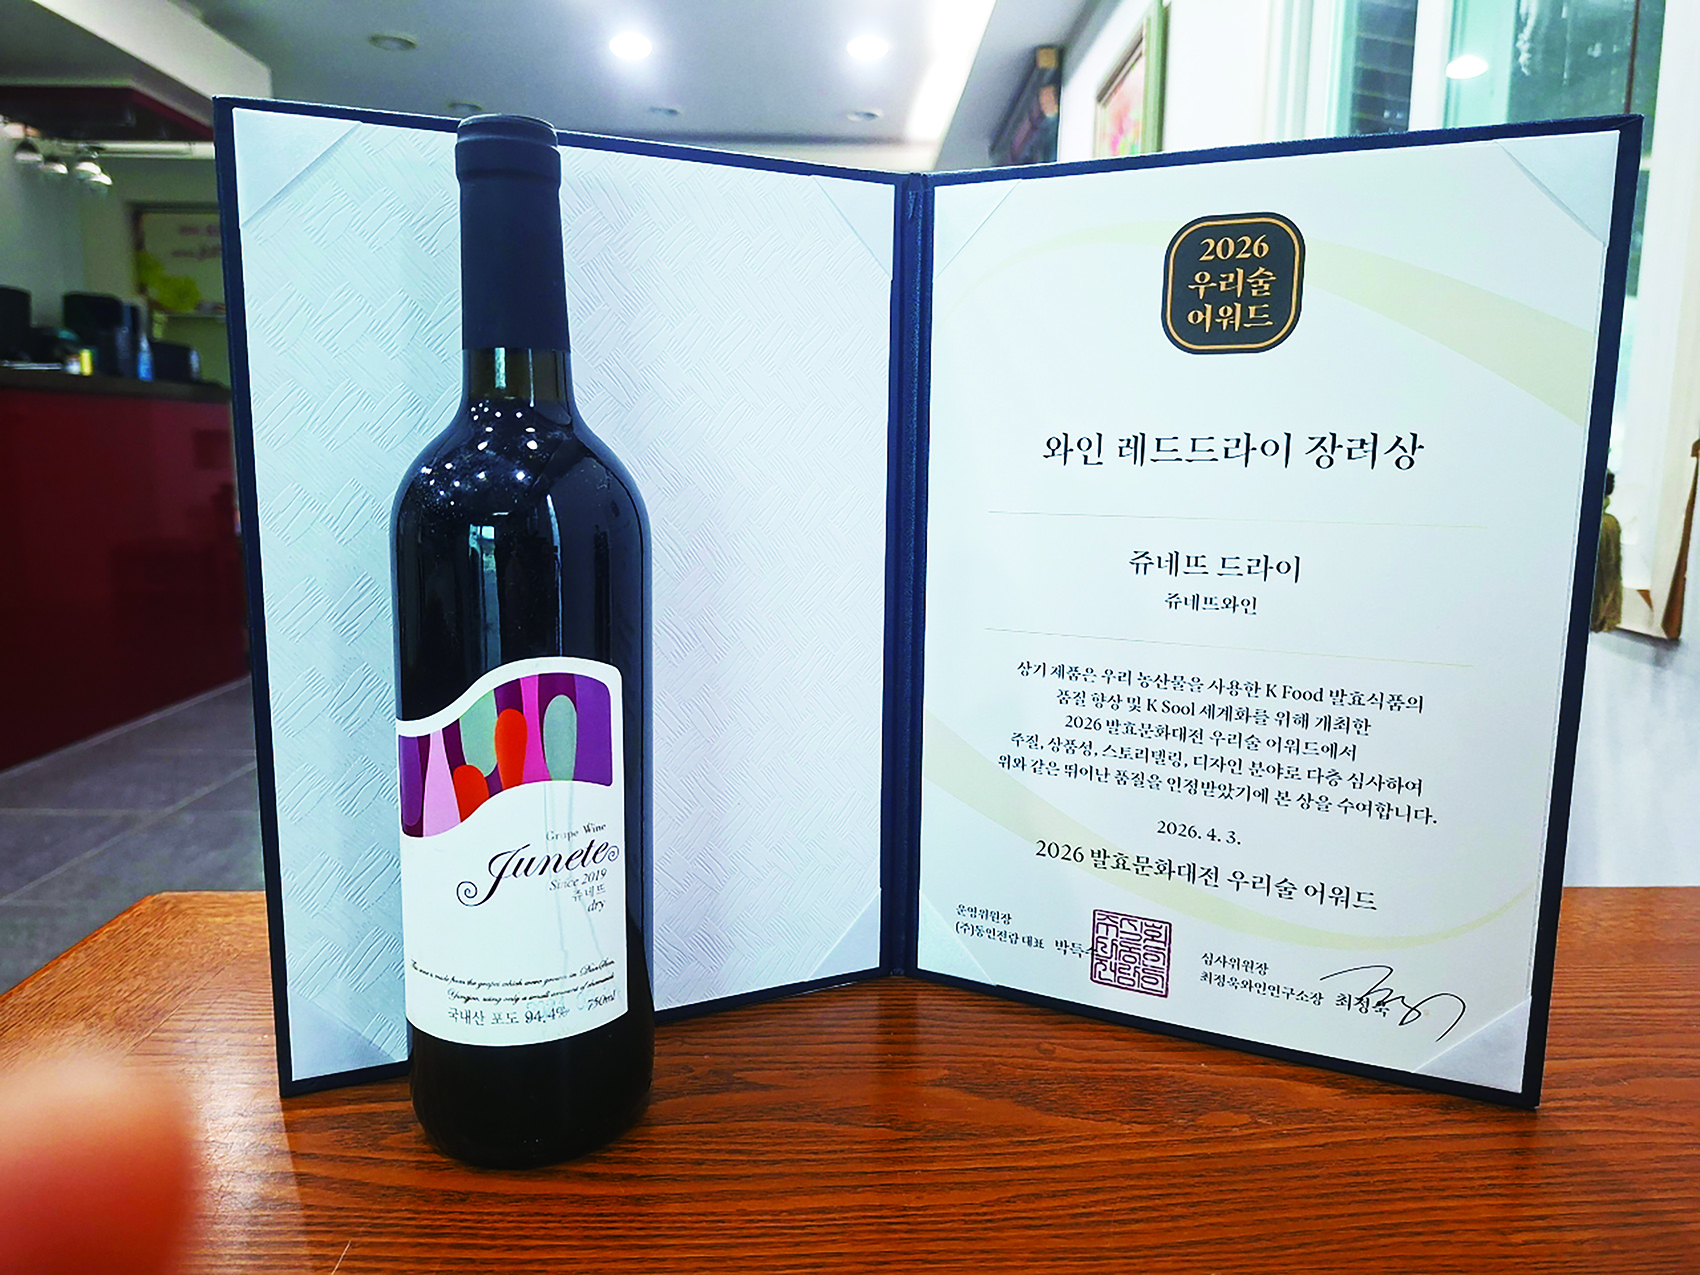 Grape Wine
Junete
Since 2019
쥬네뜨
dry
국내산 포도 94.4%
750ml
2026
우리술
어워드
와인 레드드라이 장려상
쥬네뜨 드라이
쥬네뜨와인
상기 제품은 우리 농산물을 사용한 K Food 발효식품의
품질 향상 및 K Sool 세계화를 위해 개최한
2026 발효문화대전 우리술 어워드에서
주질, 상품성, 스토리텔링, 디자인 분야로 다층 심사하여
위와 같은 뛰어난 품질을 인정받았기에 본 상을 수여합니다.
2026. 4. 3.
2026 발효문화대전 우리술 어워드
운영위원장
(주)동인전람 대표 박득
심사위원장
최정욱와인연구소장 최정욱